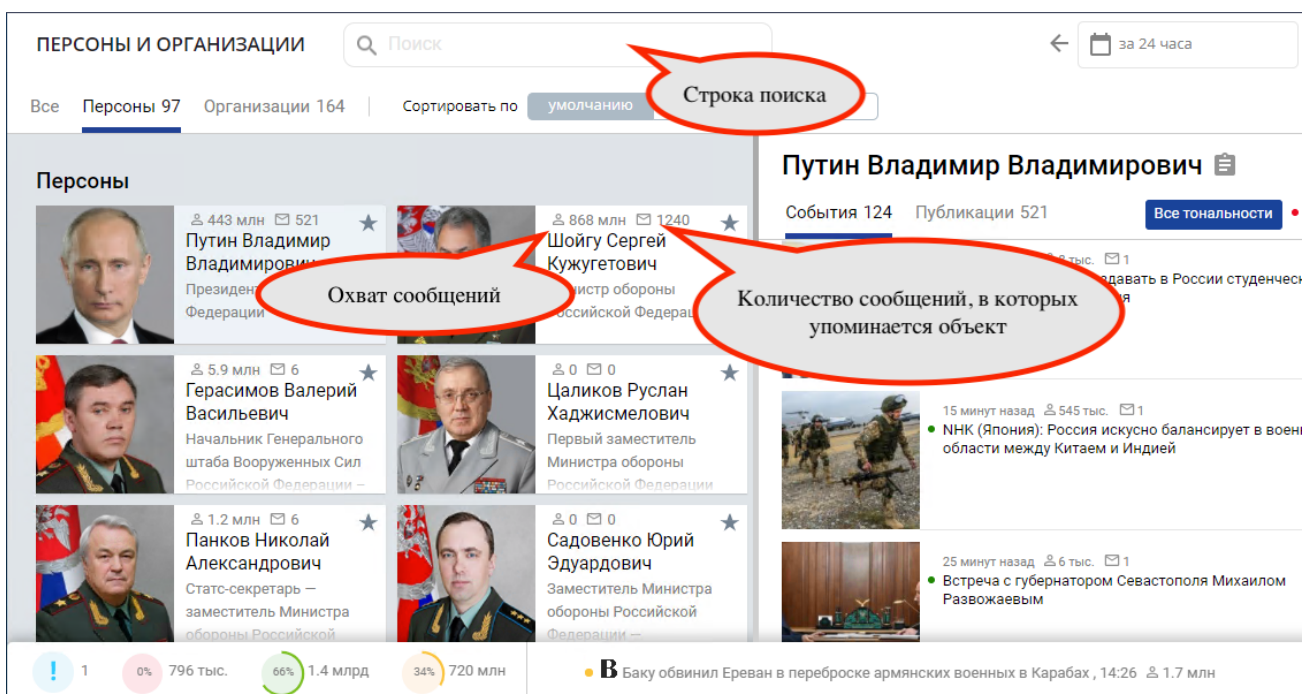 ПЕРСОНЫ И ОРГАНИЗАЦИИ
Поиск
за 24 часа
Строка поиска
Все Персоны 97 Организации 164 Сортировать по умолчанию
Персоны
443 млн 521
Путин Владимир
Владимирович
Президент
Федерации
868 млн 1240
Шойгу Сергей
Кужугетович
Министр обороны
Российской Федерац
Охват сообщений
Количество сообщений, в которых
упоминается объект
5.9 млн 6
Герасимов Валерий
Васильевич
Начальник Генерального
штаба Вооруженных Сил
Российской Федерации –
0 0
Цаликов Руслан
Хаджисмелович
Первый заместитель
Министра обороны
Российской Федерации
1.2 млн 6
Панков Николай
Александрович
Статс-секретарь —
заместитель Министра
обороны Российской
0 0
Садовенко Юрий
Эдуардович
Заместитель Министра
обороны Российской
Федерации —
Путин Владимир Владимирович
События 124 Публикации 521 Все тональности
тыс. 1
давать в России студенческ
15 минут назад 545 тыс. 1
NHK (Япония): Россия искусно балансирует в воен
области между Китаем и Индией
25 минут назад 6 тыс. 1
Встреча с губернатором Севастополя Михаилом
Развожаевым
! 1 0% 796 тыс. 66% 1.4 млрд 34% 720 млн
B Баку обвинил Ереван в переброске армянских военных в Карабах , 14:26 1.7 млн